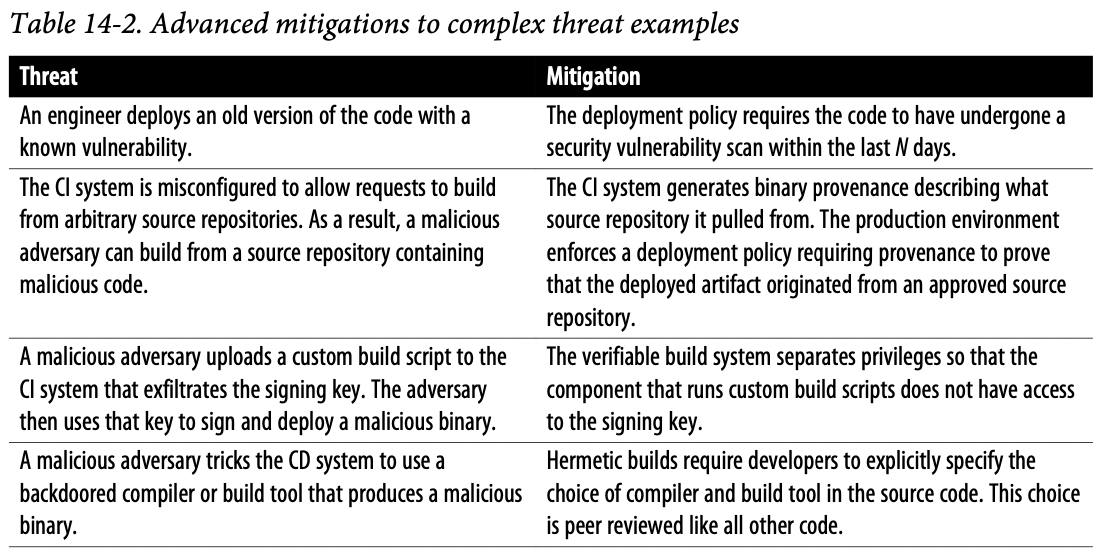 Table 14-2. Advanced mitigations to complex threat examples
Threat
Mitigation
An engineer deploys an old version of the code with a
known vulnerability.
The deployment policy requires the code to have undergone a
security vulnerability scan within the last N days.
The CI system is misconfigured to allow requests to build
from arbitrary source repositories. As a result, a malicious
adversary can build from a source repository containing
malicious code.
The CI system generates binary provenance describing what
source repository it pulled from. The production environment
enforces a deployment policy requiring provenance to prove
that the deployed artifact originated from an approved source
repository.
A malicious adversary uploads a custom build script to the
CI system that exfiltrates the signing key. The adversary
then uses that key to sign and deploy a malicious binary.
The verifiable build system separates privileges so that the
component that runs custom build scripts does not have access
to the signing key.
A malicious adversary tricks the CD system to use a
backdoored compiler or build tool that produces a malicious
binary.
Hermetic builds require developers to explicitly specify the
choice of compiler and build tool in the source code. This choice
is peer reviewed like all other code.